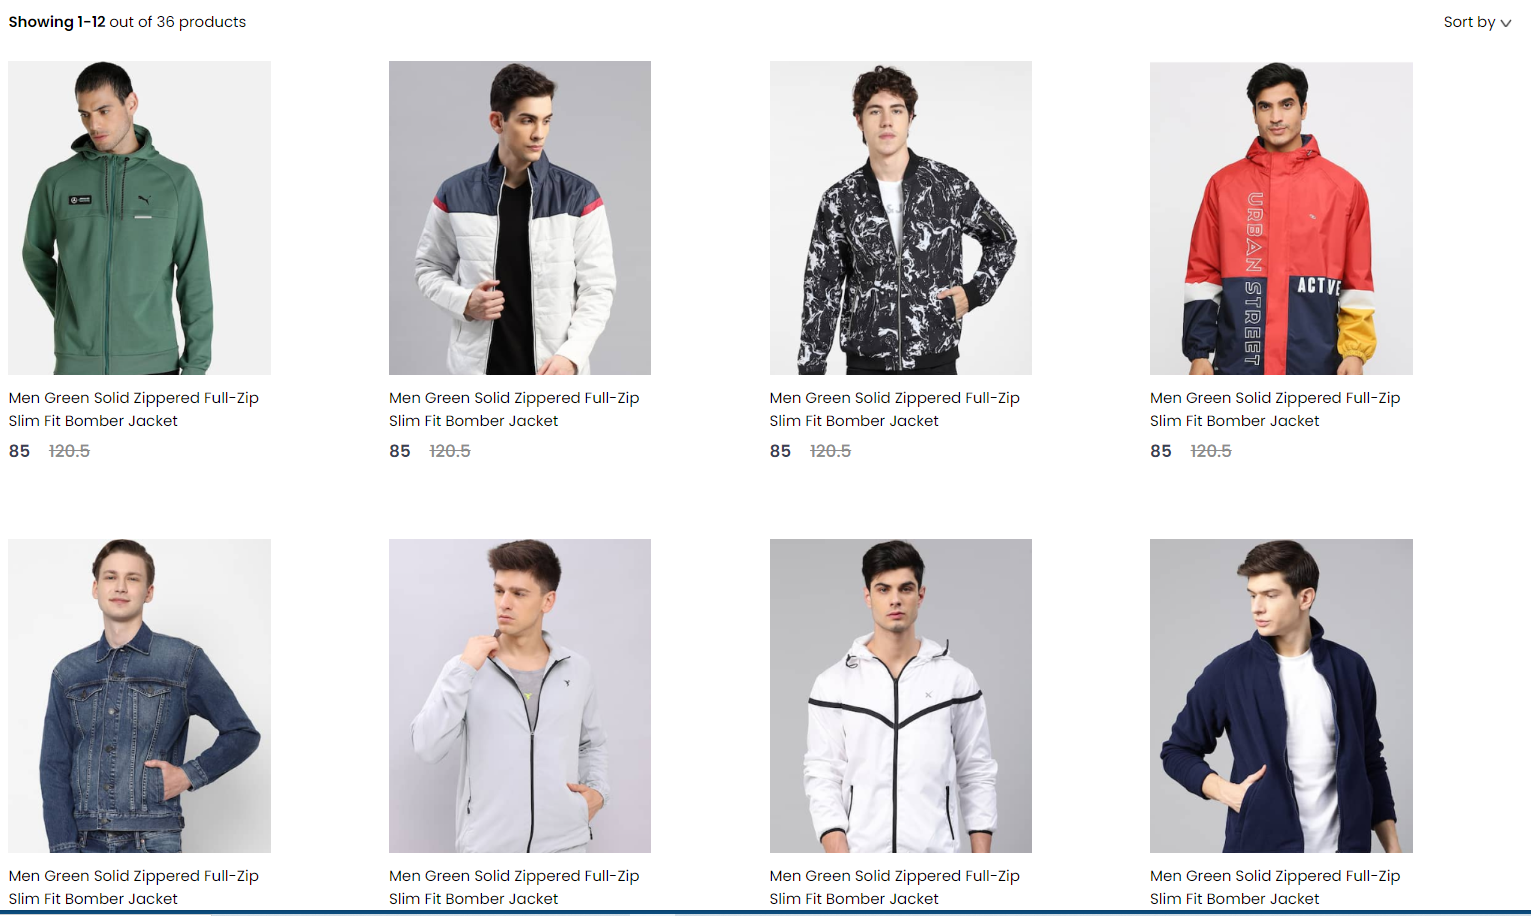 Showing 1-12 out of 36 products
Sort by
URBAN STREET
ACTIVE
Men Green Solid Zippered Full-Zip
Slim Fit Bomber Jacket
85 120.5
Men Green Solid Zippered Full-Zip
Slim Fit Bomber Jacket
85 120.5
Men Green Solid Zippered Full-Zip
Slim Fit Bomber Jacket
85 120.5
Men Green Solid Zippered Full-Zip
Slim Fit Bomber Jacket
85 120.5
Men Green Solid Zippered Full-Zip
Slim Fit Bomber Jacket
Men Green Solid Zippered Full-Zip
Slim Fit Bomber Jacket
Men Green Solid Zippered Full-Zip
Slim Fit Bomber Jacket
Men Green Solid Zippered Full-Zip
Slim Fit Bomber Jacket